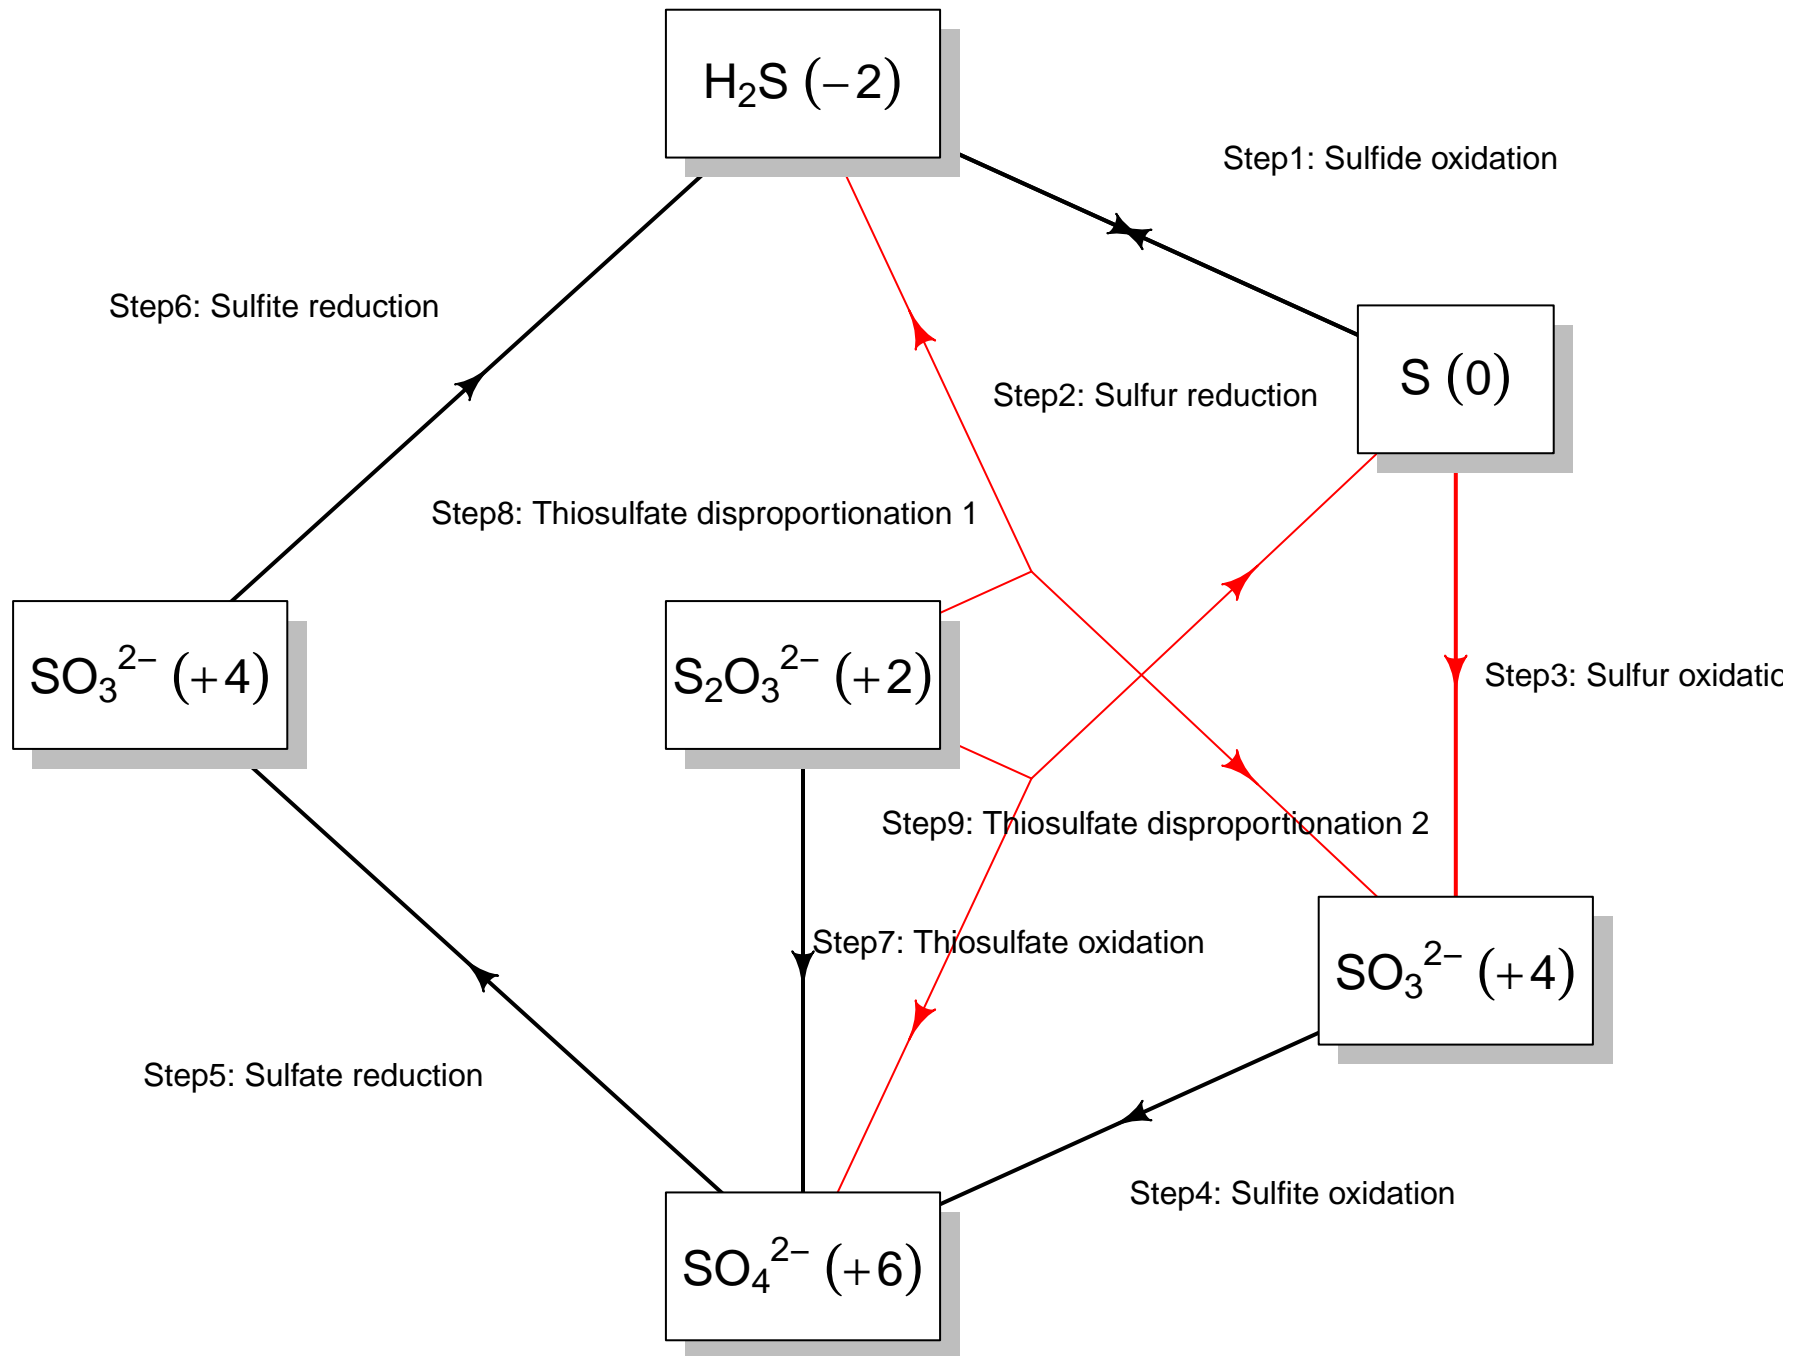 H₂S (−2)
Step1: Sulfide oxidation
Step6: Sulfite reduction
S (0)
Step2: Sulfur reduction
Step8: Thiosulfate disproportionation 1
SO₃²⁻ (+4)
S₂O₃²⁻ (+2)
Step3: Sulfur oxidatio
Step9: Thiosulfate disproportionation 2
Step7: Thiosulfate oxidation
SO₃²⁻ (+4)
Step5: Sulfate reduction
Step4: Sulfite oxidation
SO₄²⁻ (+6)